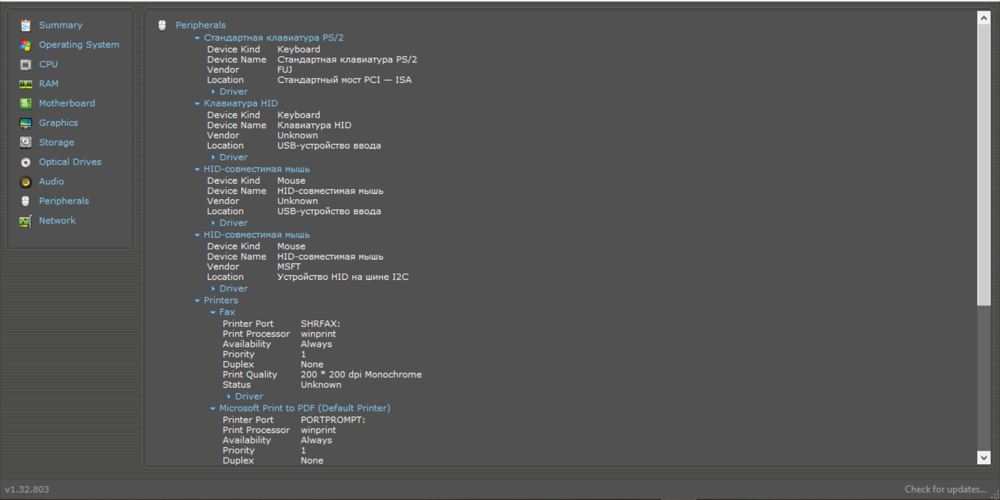 Summary
Operating System
CPU
RAM
Motherboard
Graphics
Storage
Optical Drives
Audio
Peripherals
Network
Peripherals
Стандартная клавиатура PS/2
Device Kind Keyboard
Device Name Стандартная клавиатура PS/2
Vendor FUJ
Location Стандартный мост PCI — ISA
Driver
Клавиатура HID
Device Kind Keyboard
Device Name Клавиатура HID
Vendor Unknown
Location USB-устройство ввода
Driver
HID-совместимая мышь
Device Kind Mouse
Device Name HID-совместимая мышь
Vendor Unknown
Location USB-устройство ввода
Driver
HID-совместимая мышь
Device Kind Mouse
Device Name HID-совместимая мышь
Vendor MSFT
Location Устройство HID на шине I2C
Driver
Printers
Fax
Printer Port SHRFAX:
Print Processor winprint
Availability Always
Priority 1
Duplex None
Print Quality 200 * 200 dpi Monochrome
Status Unknown
Driver
Microsoft Print to PDF (Default Printer)
Printer Port PORTPROMPT:
Print Processor winprint
Availability Always
Priority 1
Duplex None
v1.32.803
Check for updates...